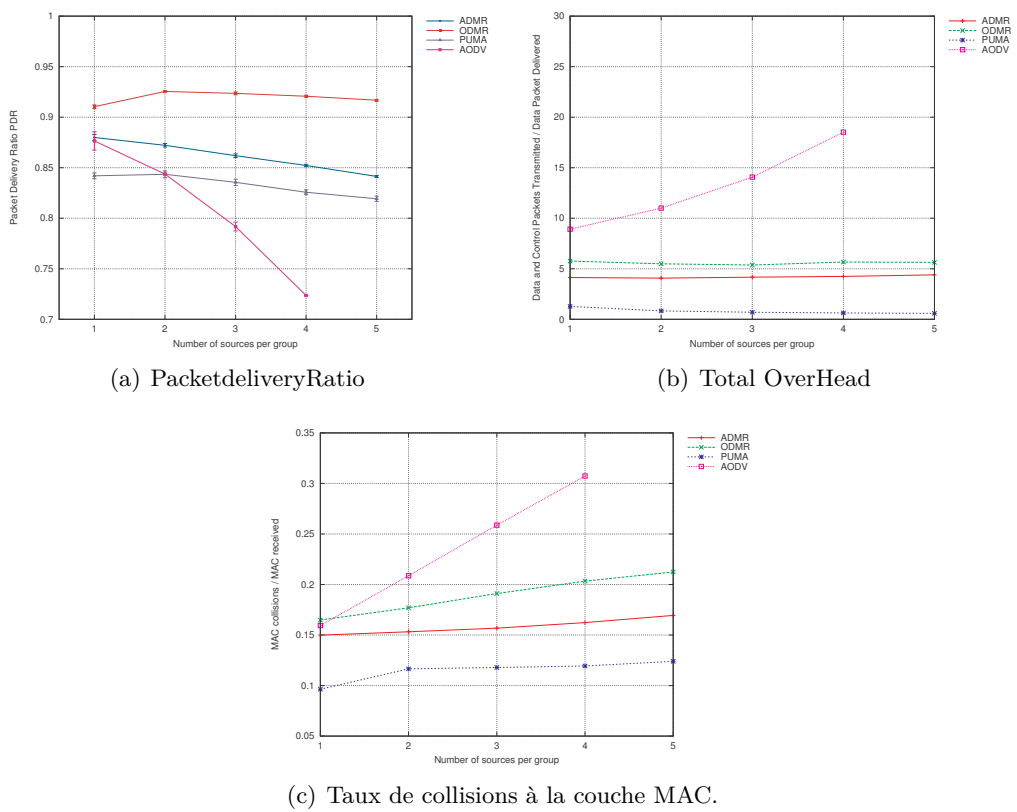 1
0.95
0.9
0.85
0.8
0.75
0.7
1 2 3 4 5
Packet Delivery Ratio PDR
Number of sources per group
ADMR
ODMR
PUMA
AODV
(a) PacketdeliveryRatio
30
25
20
15
10
5
0
1 2 3 4 5
Data and Control Packets Transmitted / Data Packet Delivered
Number of sources per group
ADMR
ODMR
PUMA
AODV
(b) Total OverHead
0.35
0.3
0.25
0.2
0.15
0.1
0.05
1 2 3 4 5
MAC collisions / MAC received
Number of sources per group
ADMR
ODMR
PUMA
AODV
(c) Taux de collisions à la couche MAC.